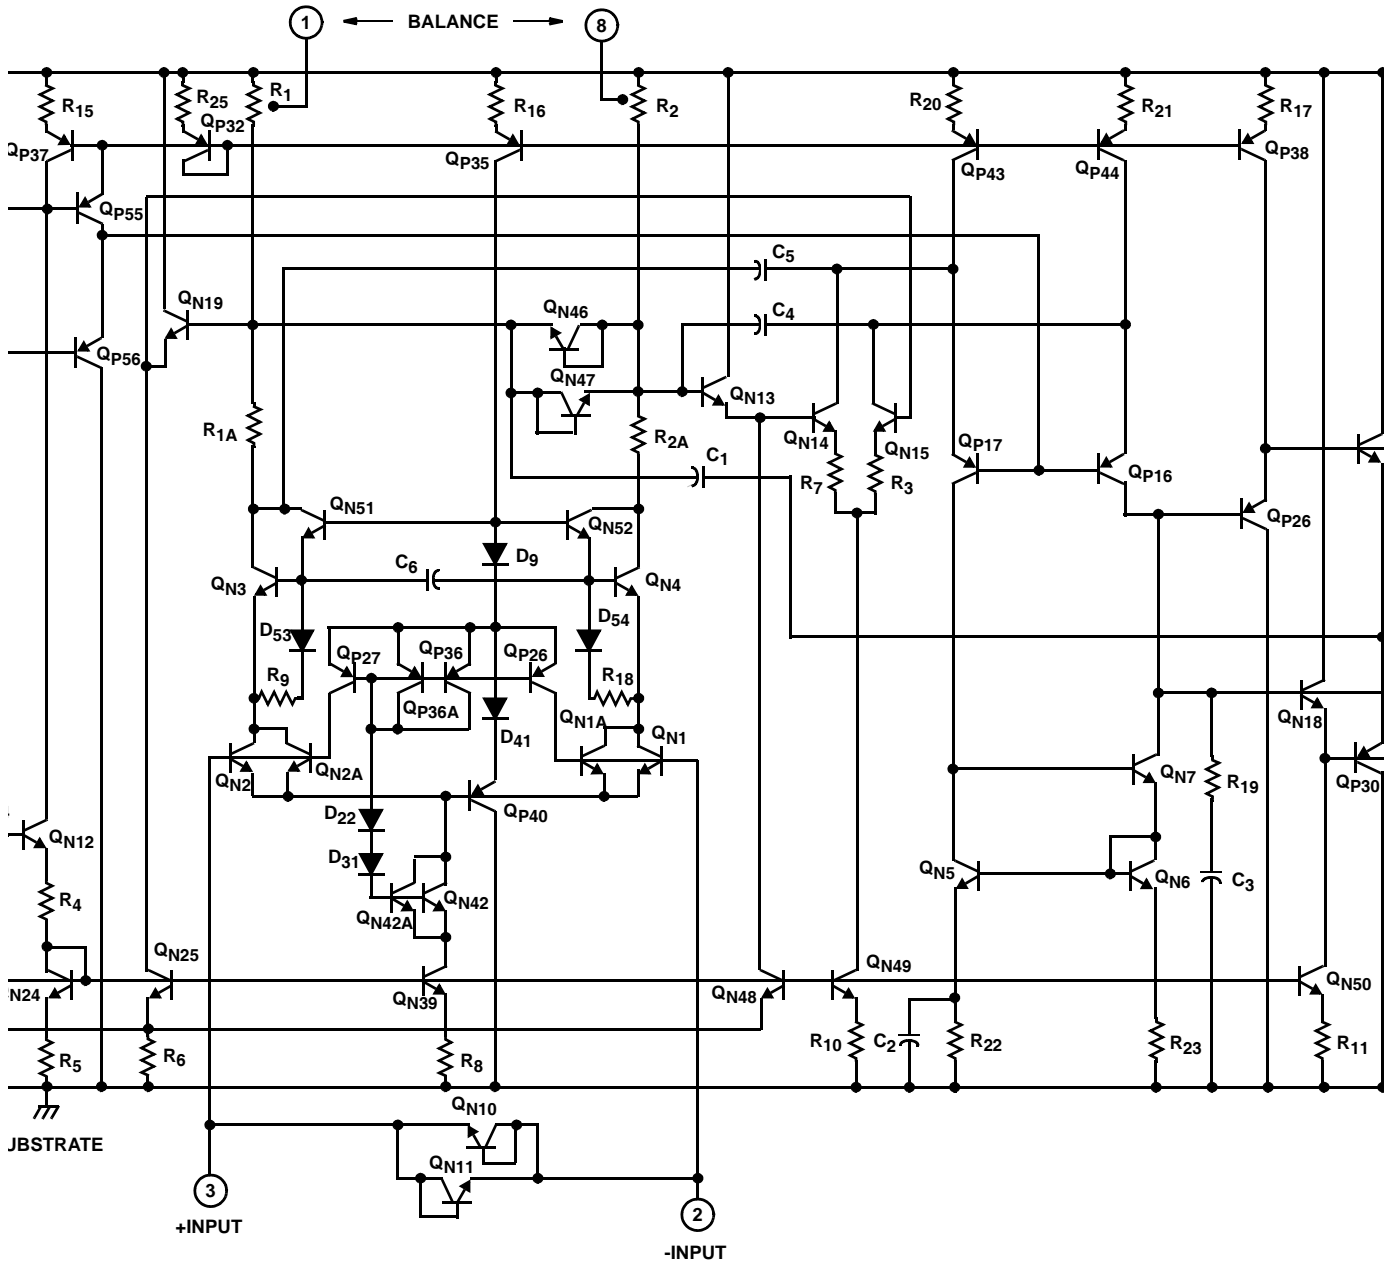 1 BALANCE 8
R15 R25 R1 R16 R2 R20 R21 R17
QP37 QP32 QP35 QP43 QP44 QP38
QP55
C5
QN19 QN46 C4
QP56 QN47 QN13
R1A R2A QN14 QN15 QP17 QP16
C1 R7 R3
QN51 QN52 QP26
D9
QN3 C6 QN4
D53 D54
QP27 QP36 QP26
R9 QP36A R18
D41 QN1A QN1 QN18
QN2 QN2A QN7 R19 QP30
D22 QP40
QN12
D31 QN5 QN6 C3
R4 QN42A QN42
QN25 QN49
N24 QN39 QN48 QN50
R5 R6 R8 R10 C2 R22 R23 R11
QN10
UBSTRATE
QN11
3 2
+INPUT
-INPUT